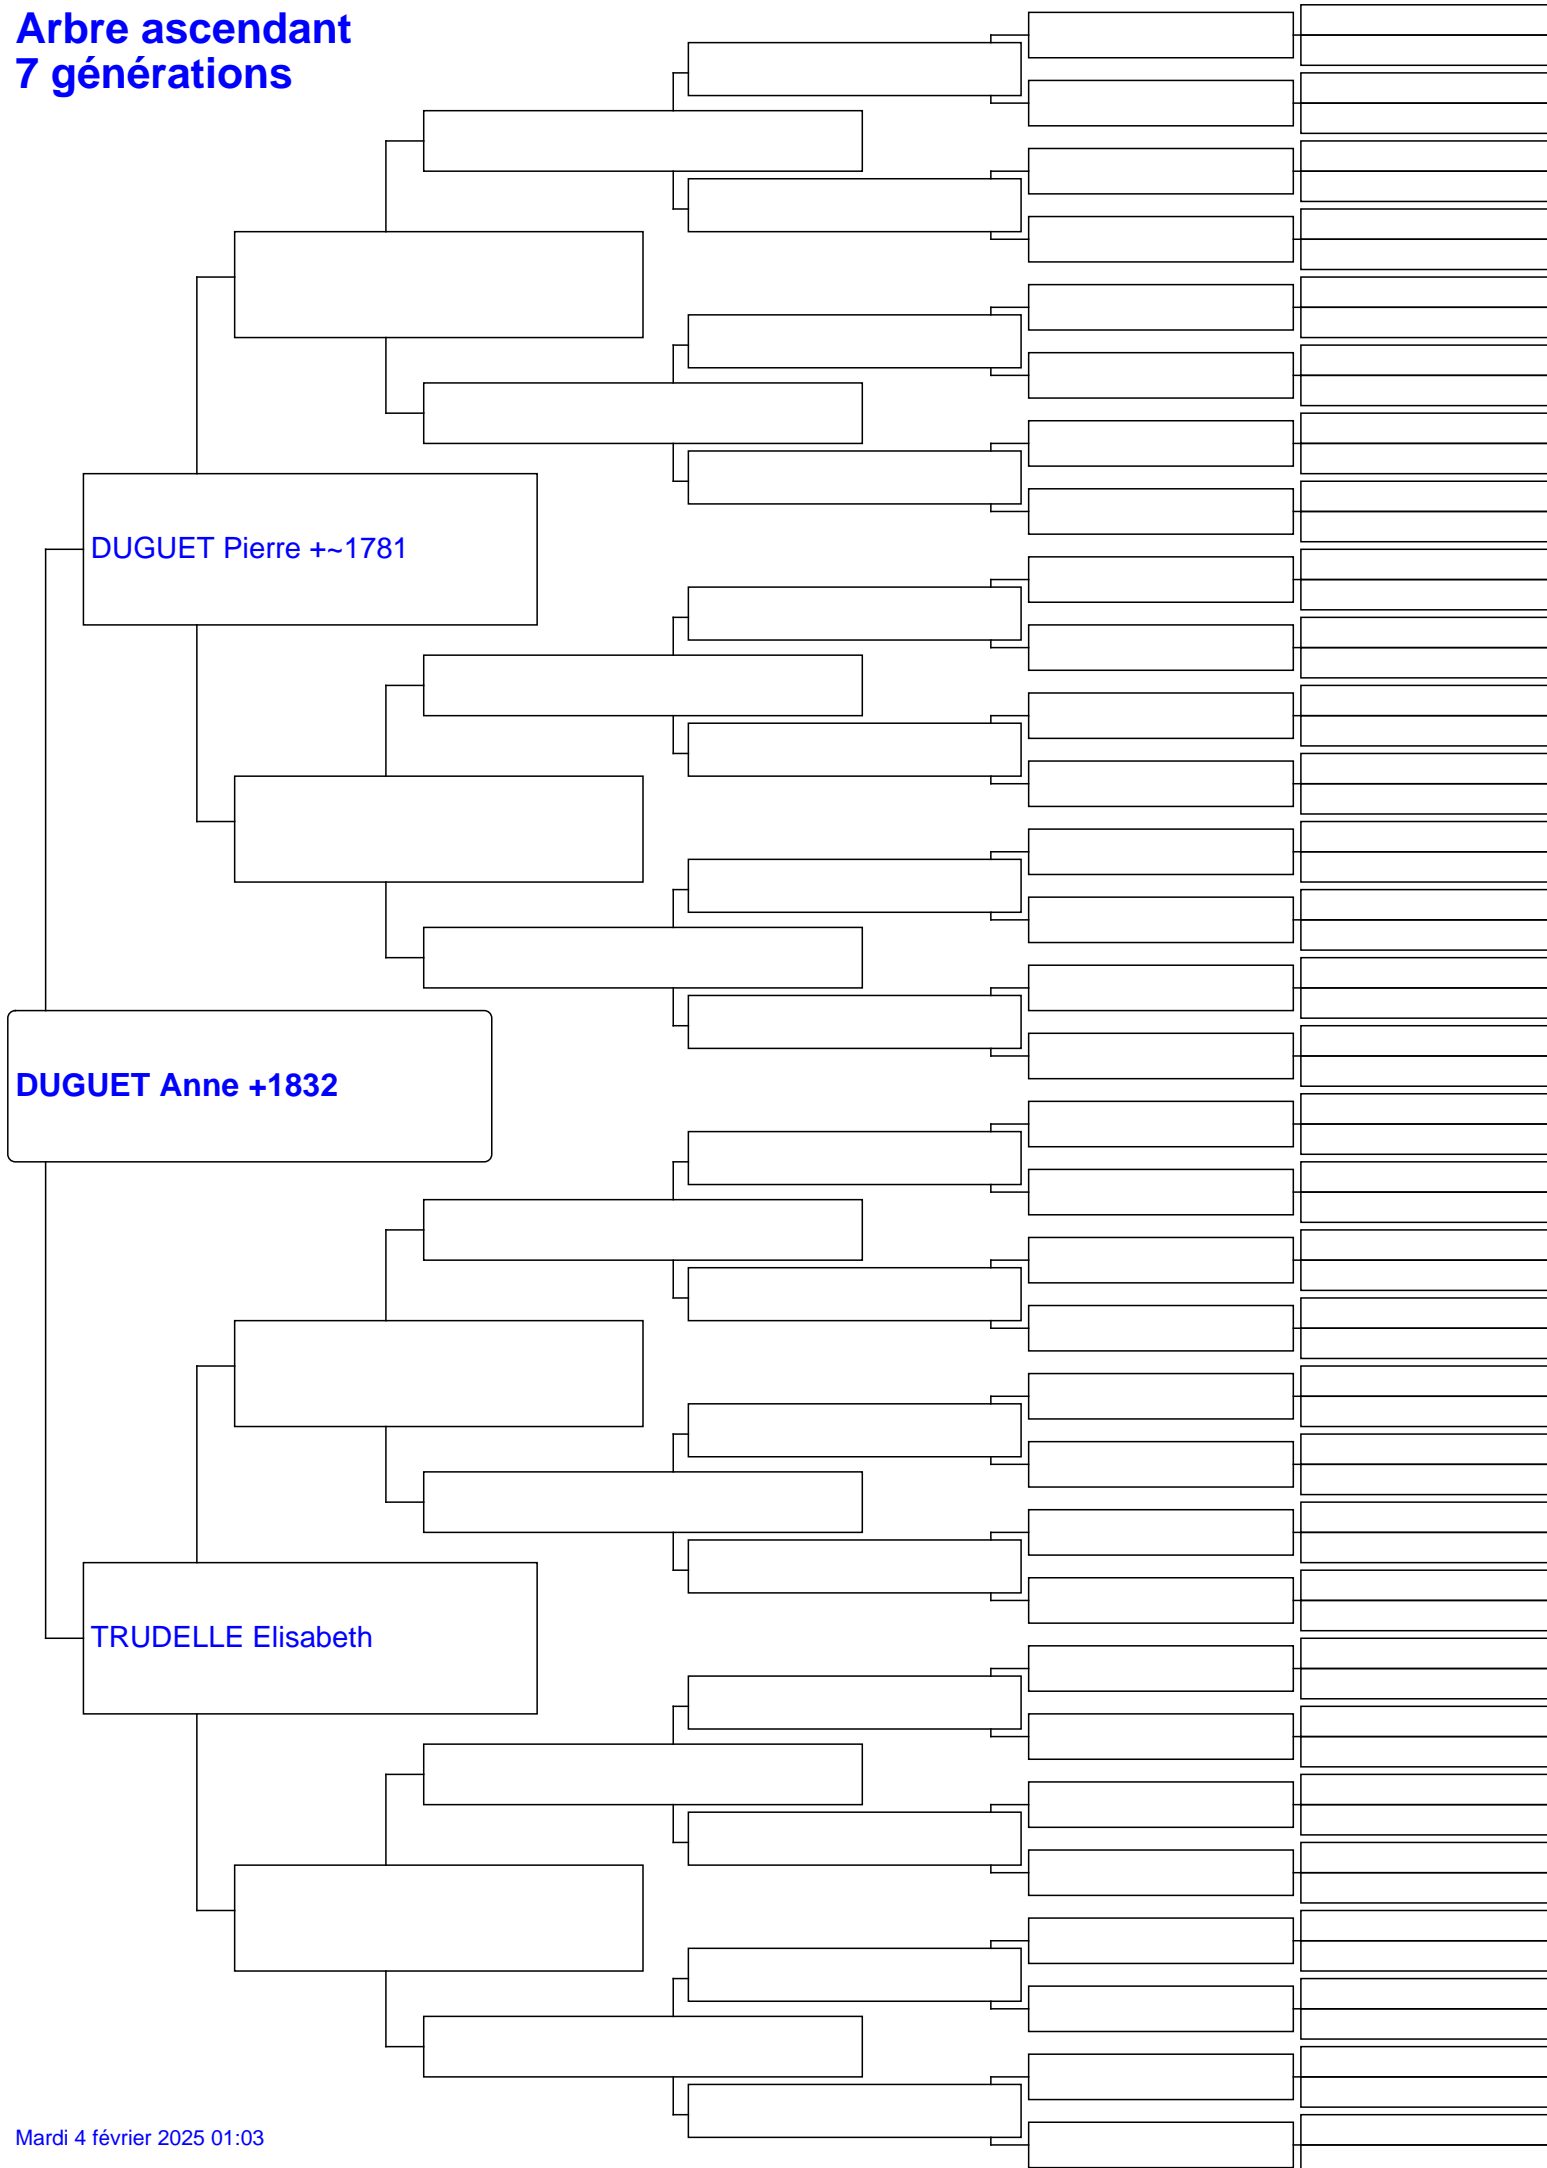 Arbre ascendant
7 générations
DUGUET Pierre +~1781
DUGUET Anne +1832
TRUDELLE Elisabeth
Mardi 4 février 2025 01:03